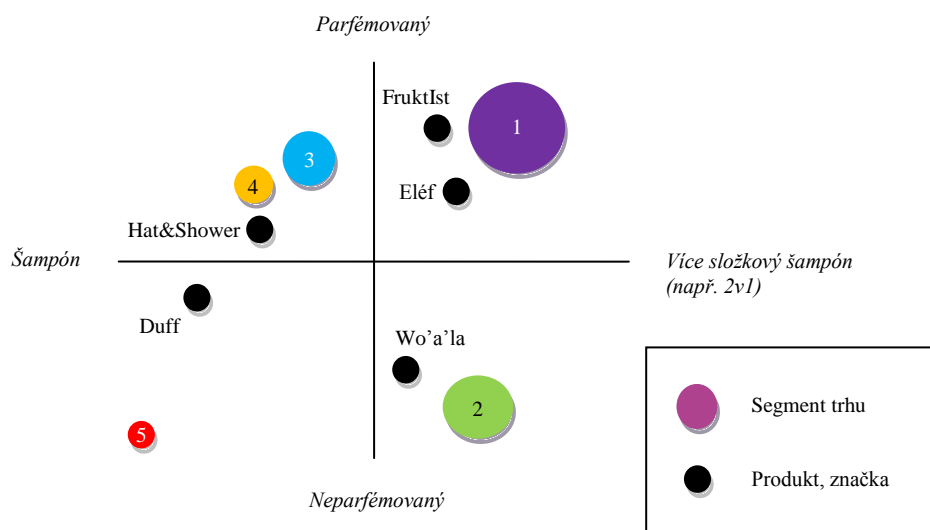 Parfémovaný
FruktIst
1
3
4
Eléf
Hat&Shower
Šampón
Více složkový šampón
(např. 2v1)
Duff
Wo’a’la
2
Segment trhu
5
Produkt, značka
Neparfémovaný